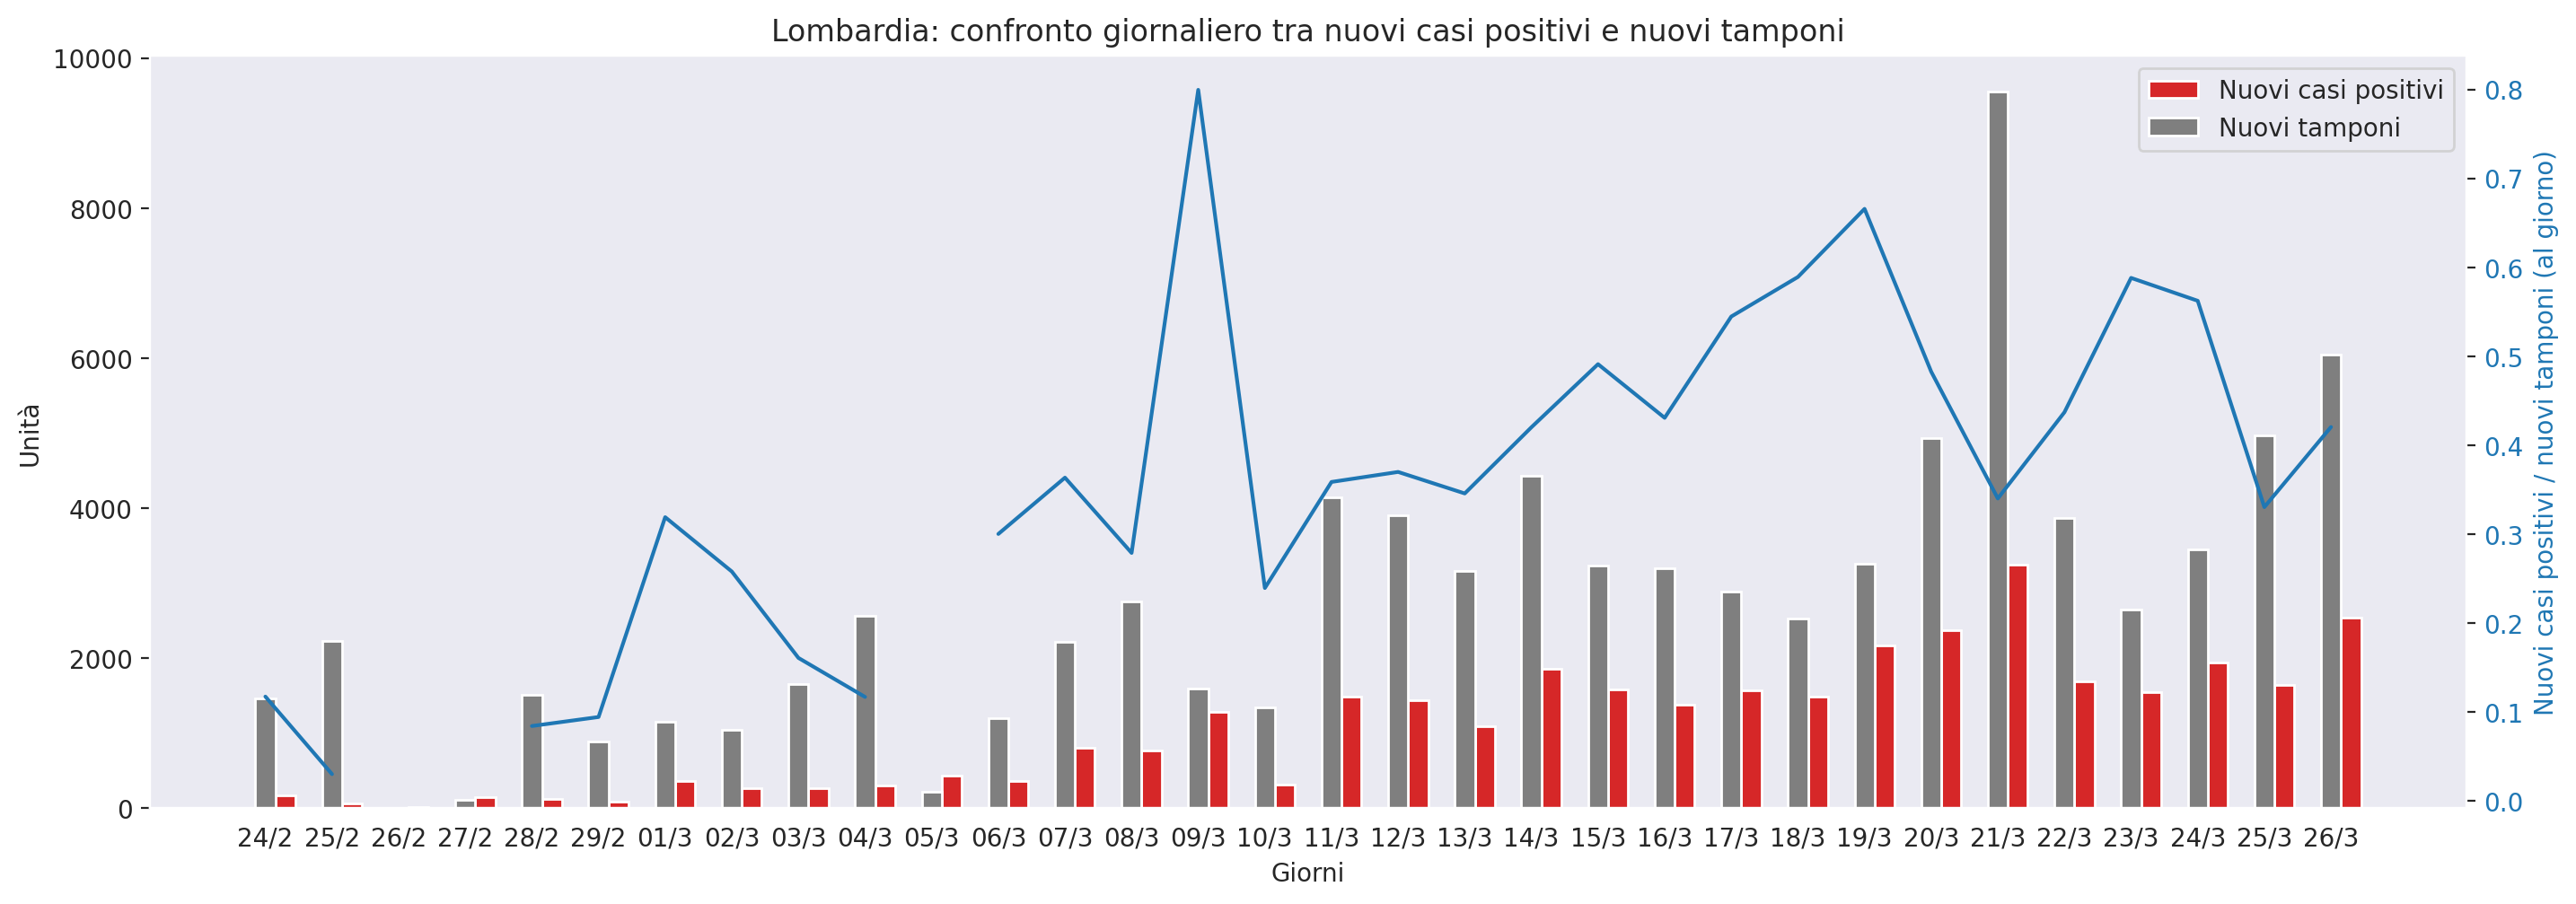 Lombardia: confronto giornaliero tra nuovi casi positivi e nuovi tamponi
10000
8000
6000
4000
2000
0
Unità
Nuovi casi positivi
Nuovi tamponi
0.8
0.7
0.6
0.5
0.4
0.3
0.2
0.1
0.0
Nuovi casi positivi / nuovi tamponi (al giorno)
24/2 25/2 26/2 27/2 28/2 29/2 01/3 02/3 03/3 04/3 05/3 06/3 07/3 08/3 09/3 10/3 11/3 12/3 13/3 14/3 15/3 16/3 17/3 18/3 19/3 20/3 21/3 22/3 23/3 24/3 25/3 26/3
Giorni